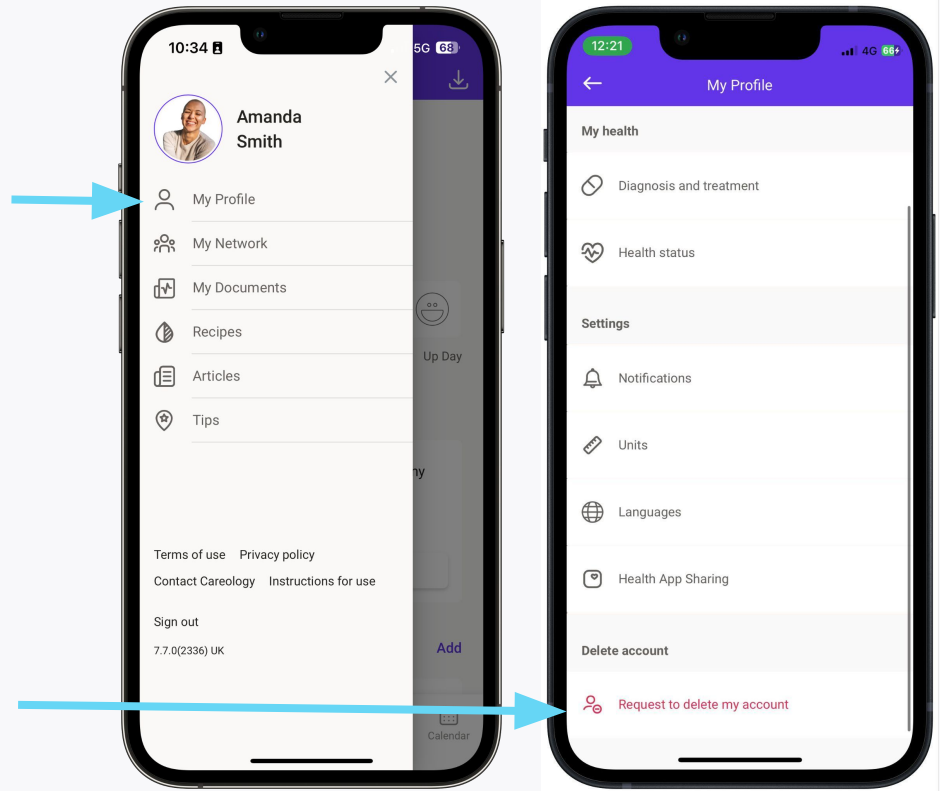 10:34
5G 68
Amanda
Smith
My Profile
My Network
My Documents
Recipes
Articles
Tips
Up Day
ny
Terms of use Privacy policy
Contact Careology Instructions for use
Sign out
7.7.0(2336) UK
Add
Calendar
12:21
4G 66
My Profile
My health
Diagnosis and treatment
Health status
Settings
Notifications
Units
Languages
Health App Sharing
Delete account
Request to delete my account